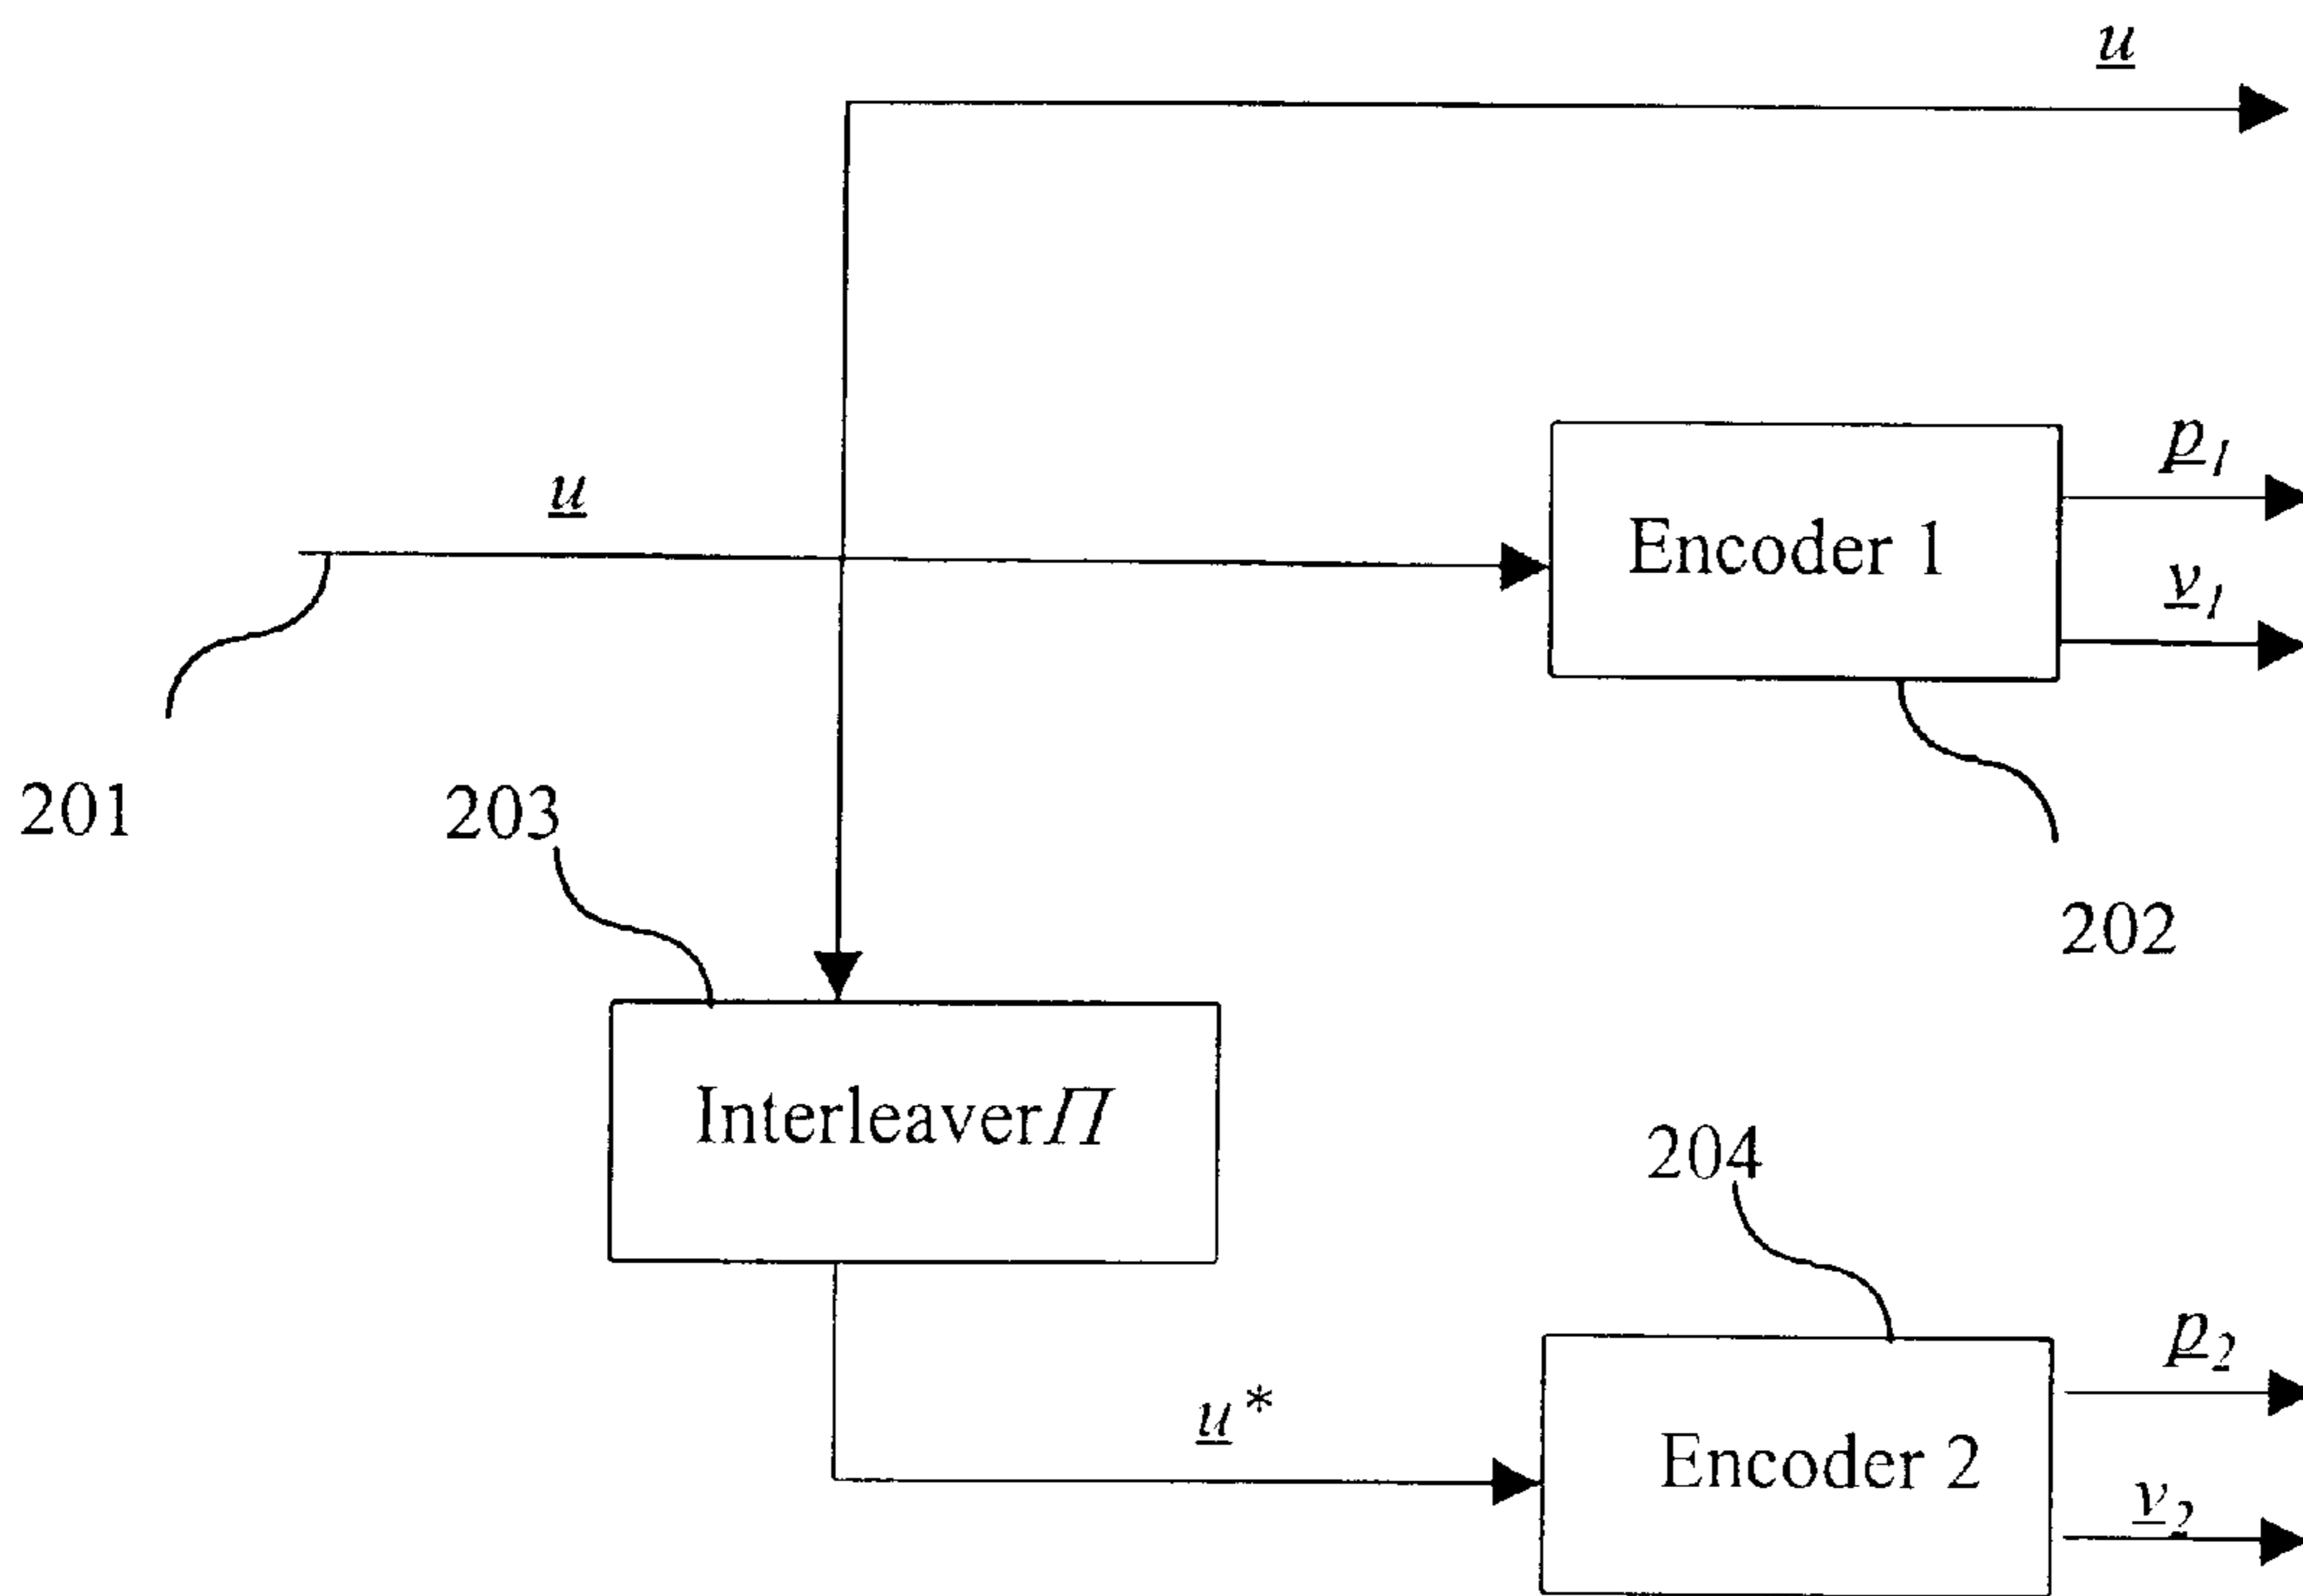 u
u
p1
Encoder 1
v1
201
203
202
Interleaver Π
204
p2
u*
Encoder 2
v2